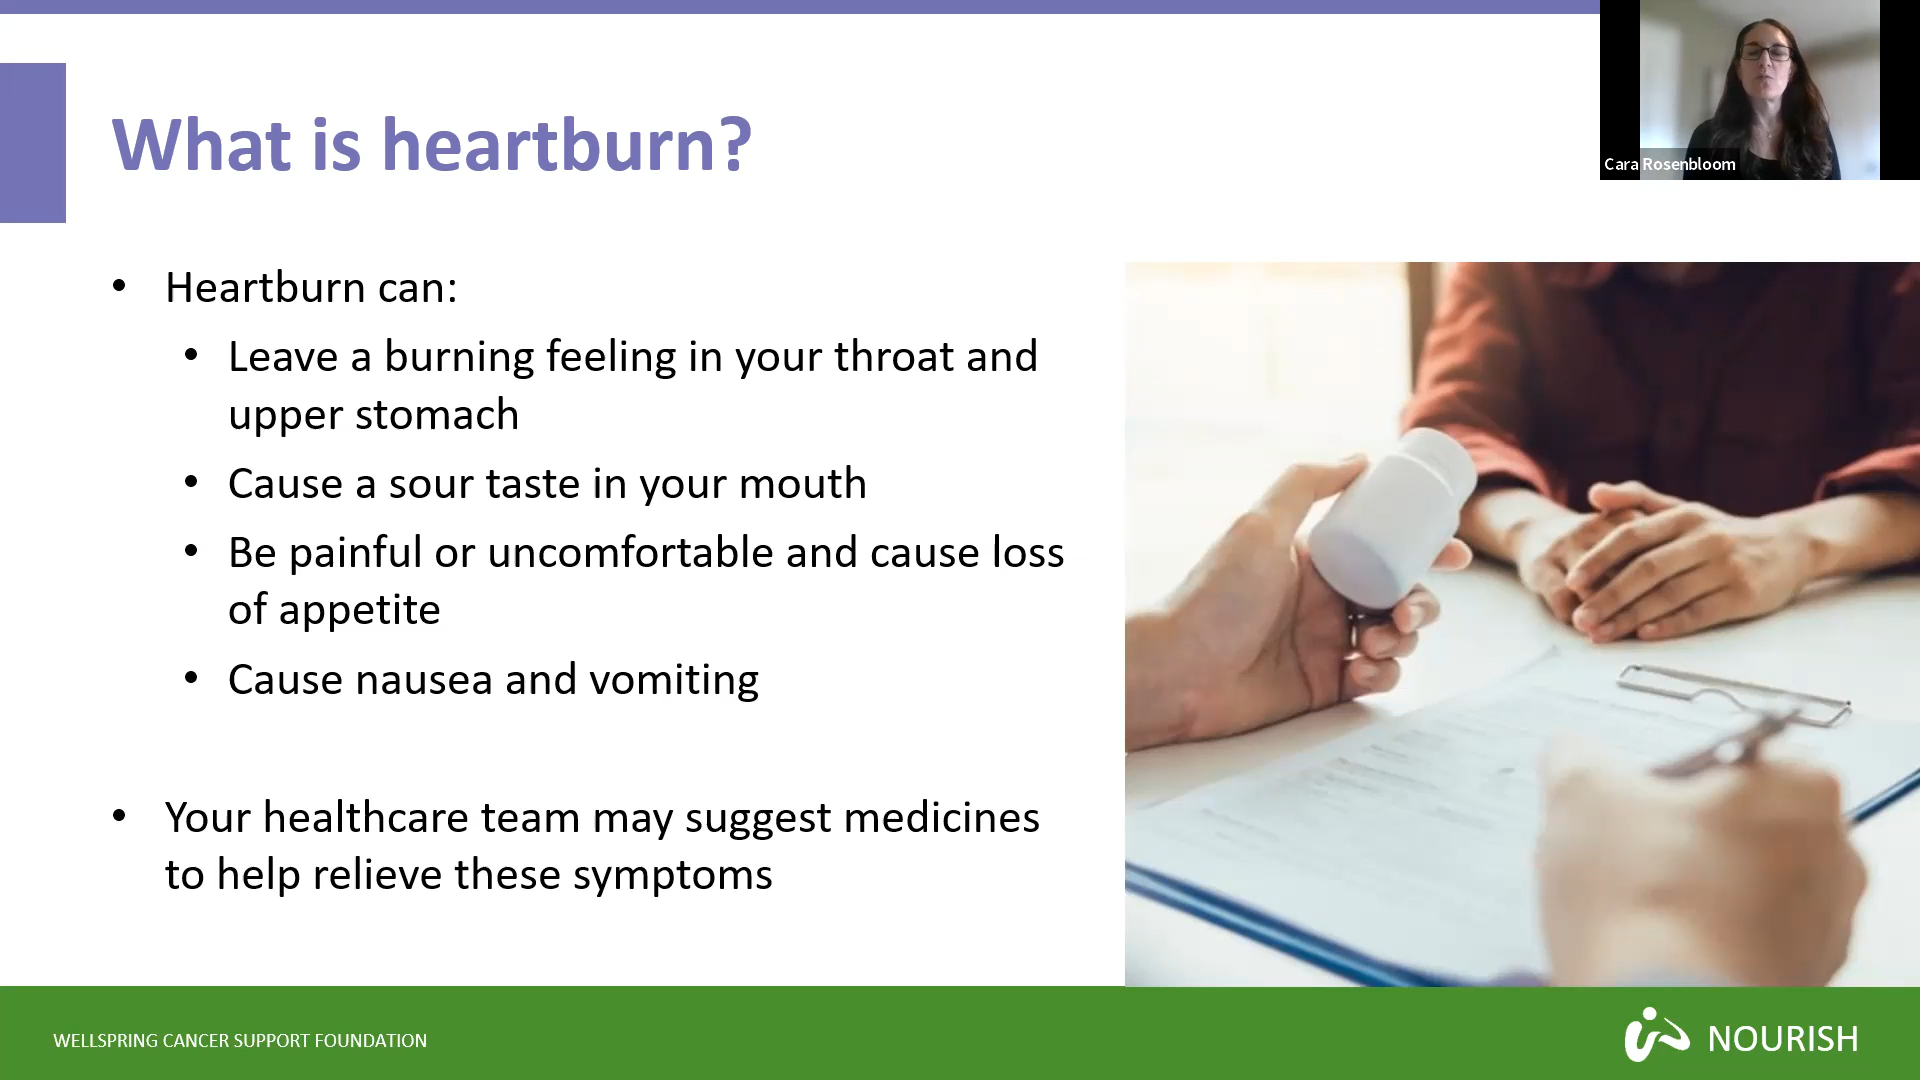 Cara Rosenbloom
What is heartburn?
• Heartburn can:
• Leave a burning feeling in your throat and
upper stomach
• Cause a sour taste in your mouth
• Be painful or uncomfortable and cause loss
of appetite
• Cause nausea and vomiting
• Your healthcare team may suggest medicines
to help relieve these symptoms
WELLSPRING CANCER SUPPORT FOUNDATION
NOURISH